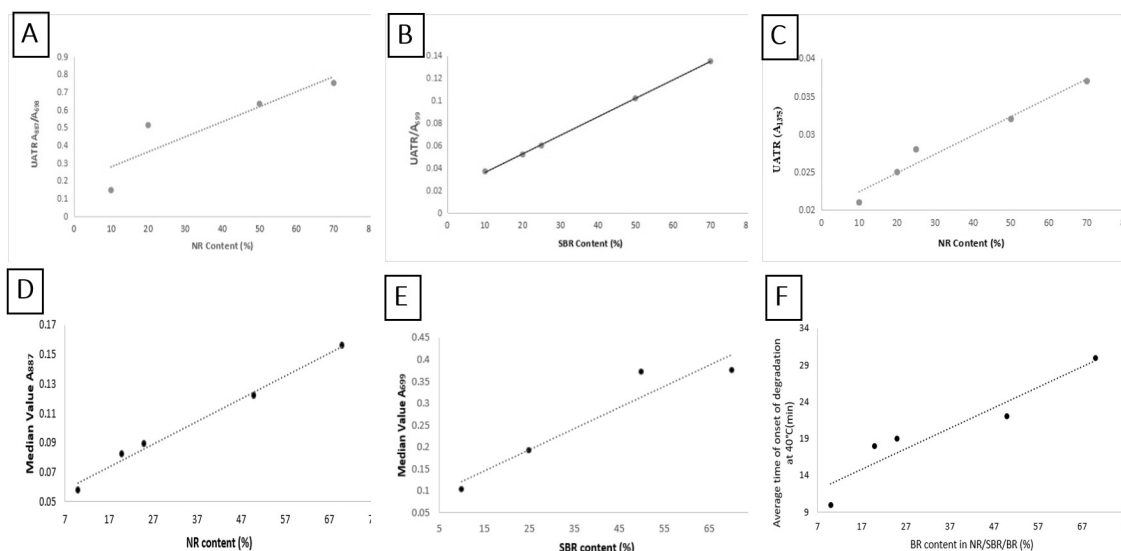 A
UATR A887/A698
0.9
0.8
0.7
0.6
0.5
0.4
0.3
0.2
0.1
0
0 10 20 30 40 50 60 70 8
NR Content (%)
B
UATR/A699
0.14
0.12
0.1
0.08
0.06
0.04
0.02
0
0 10 20 30 40 50 60 70 8
SBR Content (%)
C
UATR (A1375)
0.04
0.035
0.03
0.025
0.02
0 10 20 30 40 50 60 70 8
NR Content (%)
D
Median Value A887
0.17
0.15
0.13
0.11
0.09
0.07
0.05
7 17 27 37 47 57 67
NR content (%)
E
Median Value A699
0.45
0.4
0.35
0.3
0.25
0.2
0.15
0.1
0.05
5 15 25 35 45 55 65
SBR content (%)
F
Average time of onset of degradation
at 40°C(min)
34
29
24
19
14
9
7 17 27 37 47 57 67
BR content in NR/SBR/BR (%)